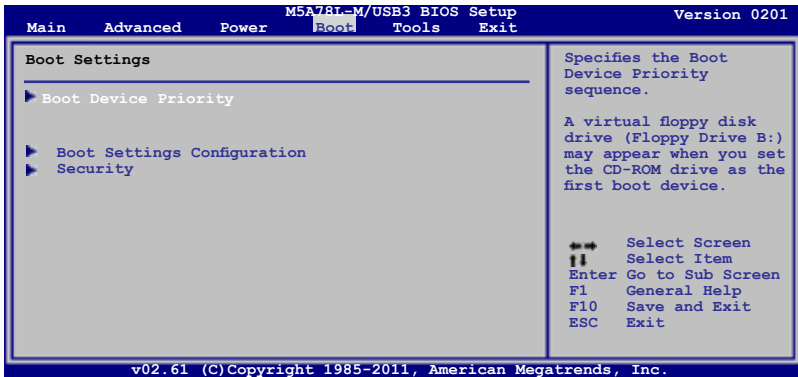 M5A78L-M/USB3 BIOS Setup Version 0201
Main Advanced Power Boot Tools Exit
Boot Settings
Boot Device Priority
Boot Settings Configuration
Security
Specifies the Boot
Device Priority
sequence.
A virtual floppy disk
drive (Floppy Drive B:)
may appear when you set
the CD-ROM drive as the
first boot device.
Select Screen
Select Item
Enter Go to Sub Screen
F1 General Help
F10 Save and Exit
ESC Exit
v02.61 (C)Copyright 1985-2011, American Megatrends, Inc.